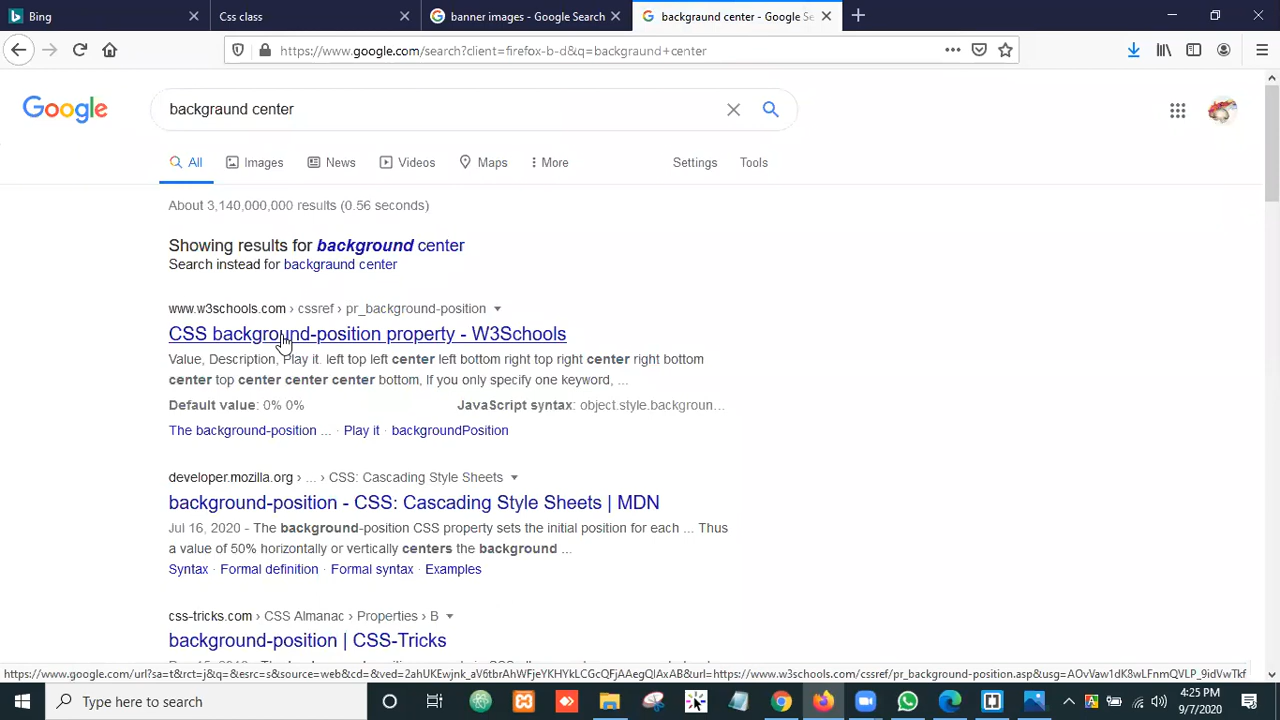 Bing
Css class
banner images - Google Search
backgraund center - Google Se
https://www.google.com/search?client=firefox-b-d&q=backgraund+center
Google
backgraund center
All
Images
News
Videos
Maps
More
Settings
Tools
About 3,140,000,000 results (0.56 seconds)
Showing results for background center
Search instead for backgraund center
www.w3schools.com › cssref › pr_background-position
CSS background-position property - W3Schools
Value, Description, Play it. left top left center left bottom right top right center right bottom
center top center center center bottom, If you only specify one keyword, ...
Default value: 0% 0%
JavaScript syntax: object.style.backgroun...
The background-position ... · Play it · backgroundPosition
developer.mozilla.org › ... › CSS: Cascading Style Sheets
background-position - CSS: Cascading Style Sheets | MDN
Jul 16, 2020 - The background-position CSS property sets the initial position for each ... Thus
a value of 50% horizontally or vertically centers the background ...
Syntax · Formal definition · Formal syntax · Examples
css-tricks.com › CSS Almanac › Properties › B
background-position | CSS-Tricks
Type here to search
4:25 PM
9/7/2020